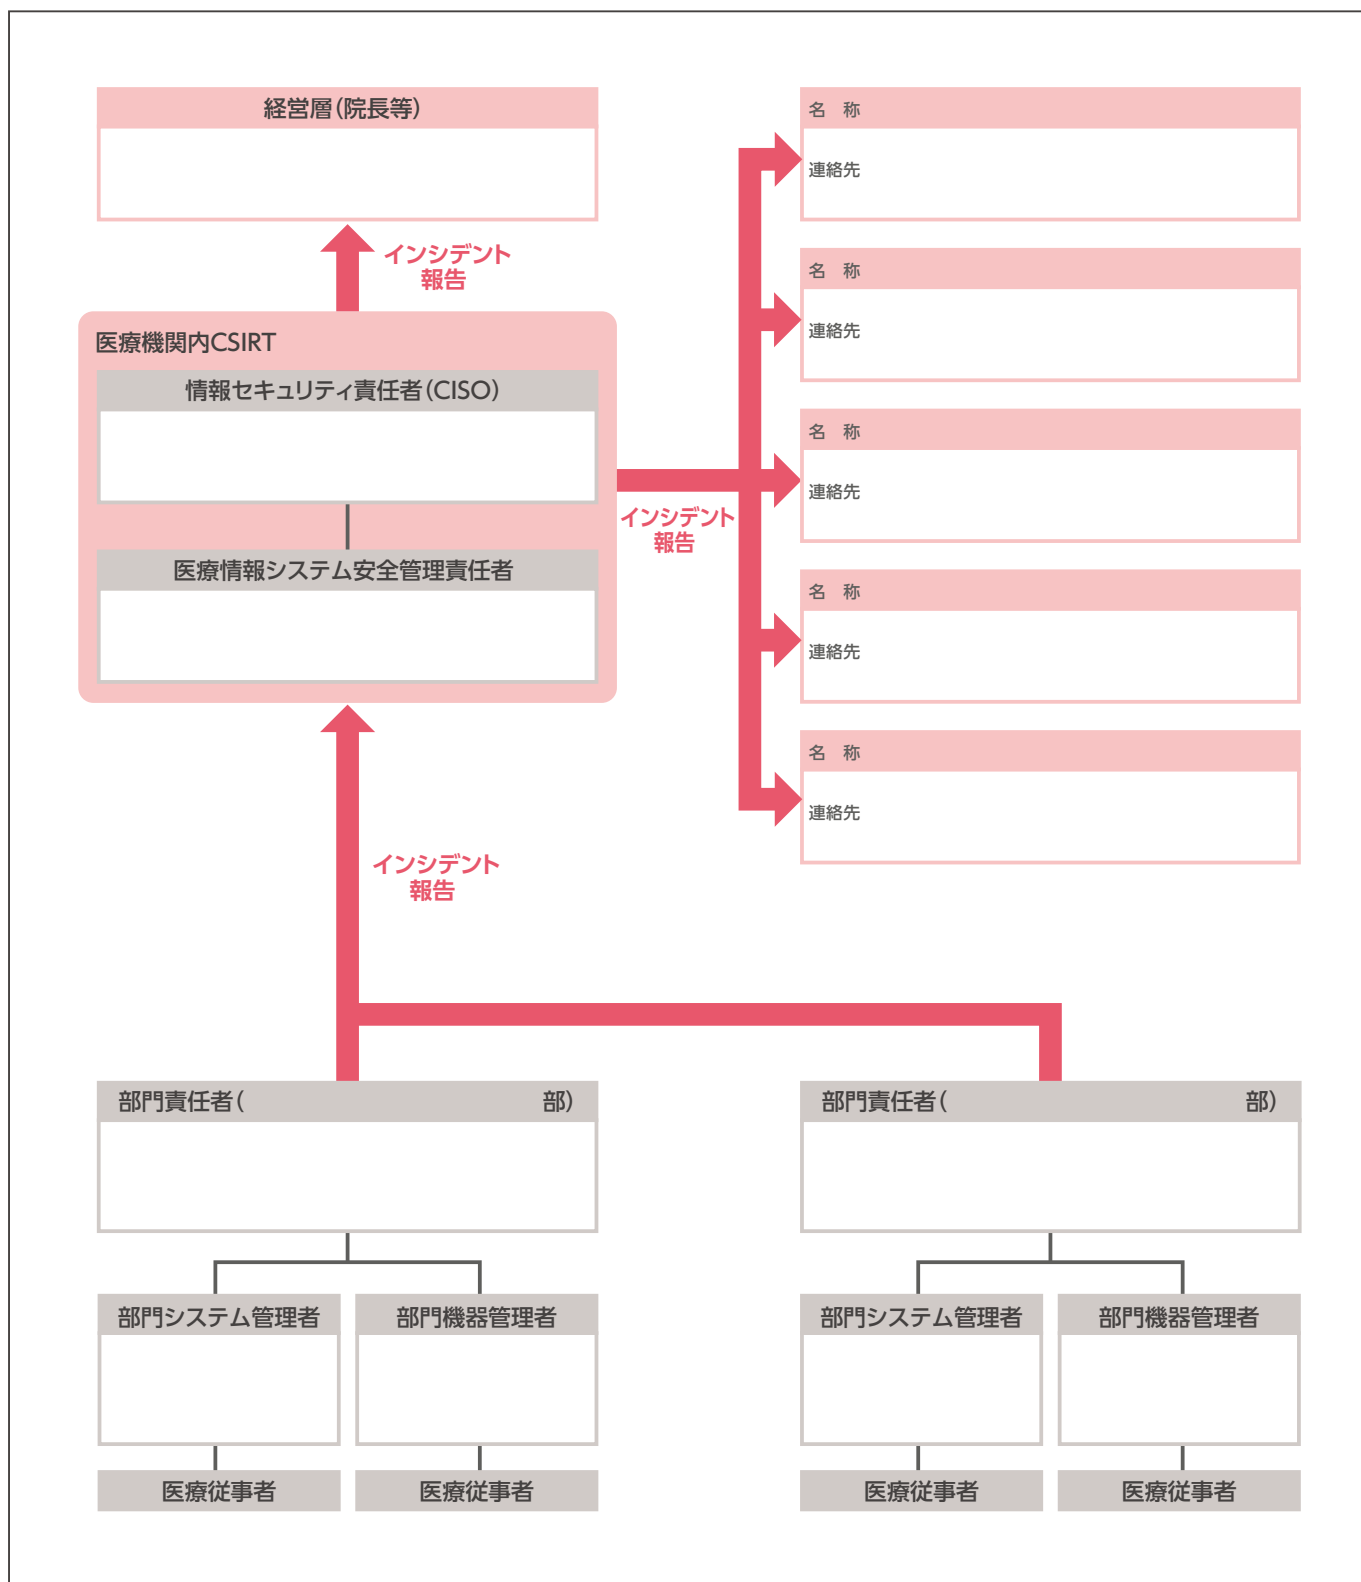 経営層(院長等)
インシデント
報告
医療機関内CSIRT
情報セキュリティ責任者(CISO)
医療情報システム安全管理責任者
インシデント
報告
名　称
連絡先
名　称
連絡先
名　称
連絡先
名　称
連絡先
名　称
連絡先
インシデント
報告
部門責任者(　　　　　　　部)
部門責任者(　　　　　　　部)
部門システム管理者
部門機器管理者
部門システム管理者
部門機器管理者
医療従事者
医療従事者
医療従事者
医療従事者